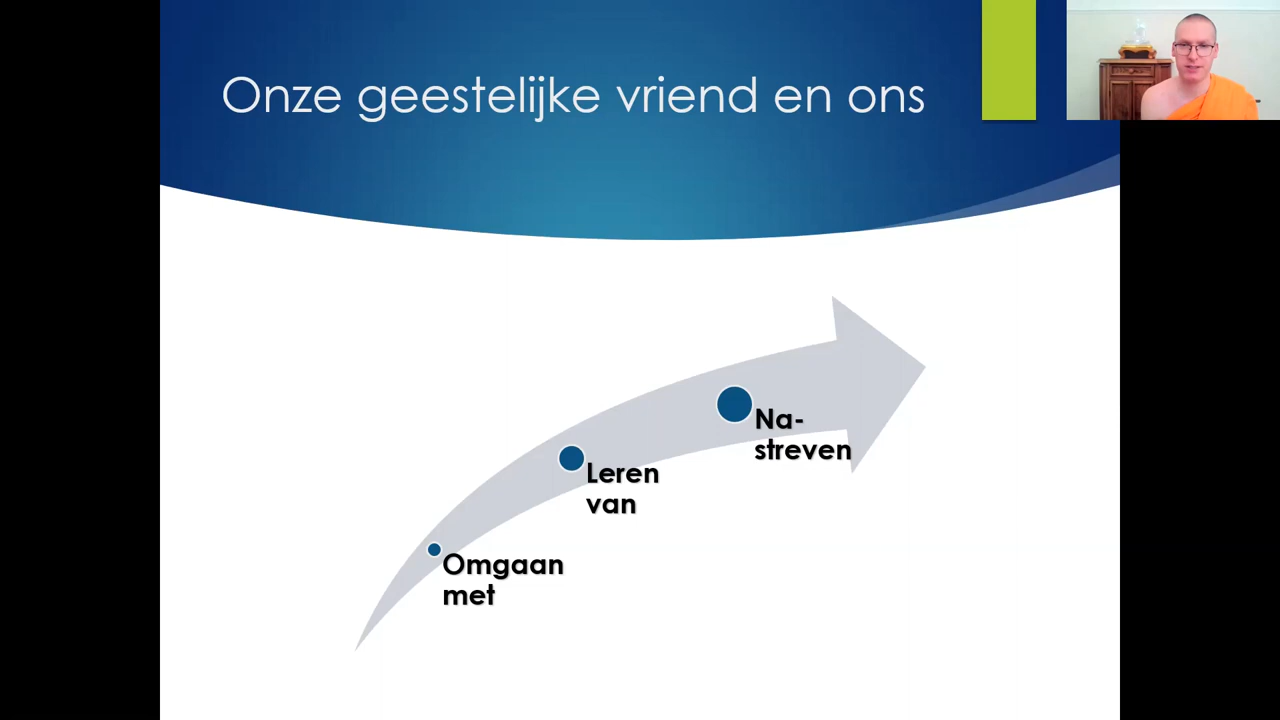 Onze geestelijke vriend en ons
Na-
streven
Leren
van
Omgaan
met